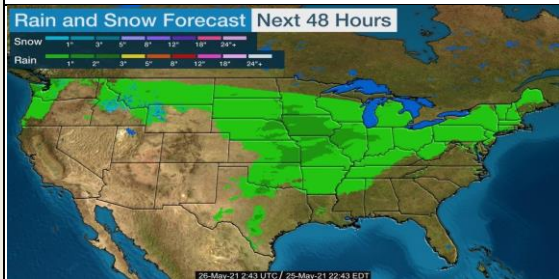 Rain and Snow Forecast Next 48 Hours
Snow 1" 3" 5" 8" 12" 18" 24"+
Rain 1" 2" 3" 5" 8" 12" 18" 24"+
26-May-21 2:43 UTC / 25-May-21 22:43 EDT